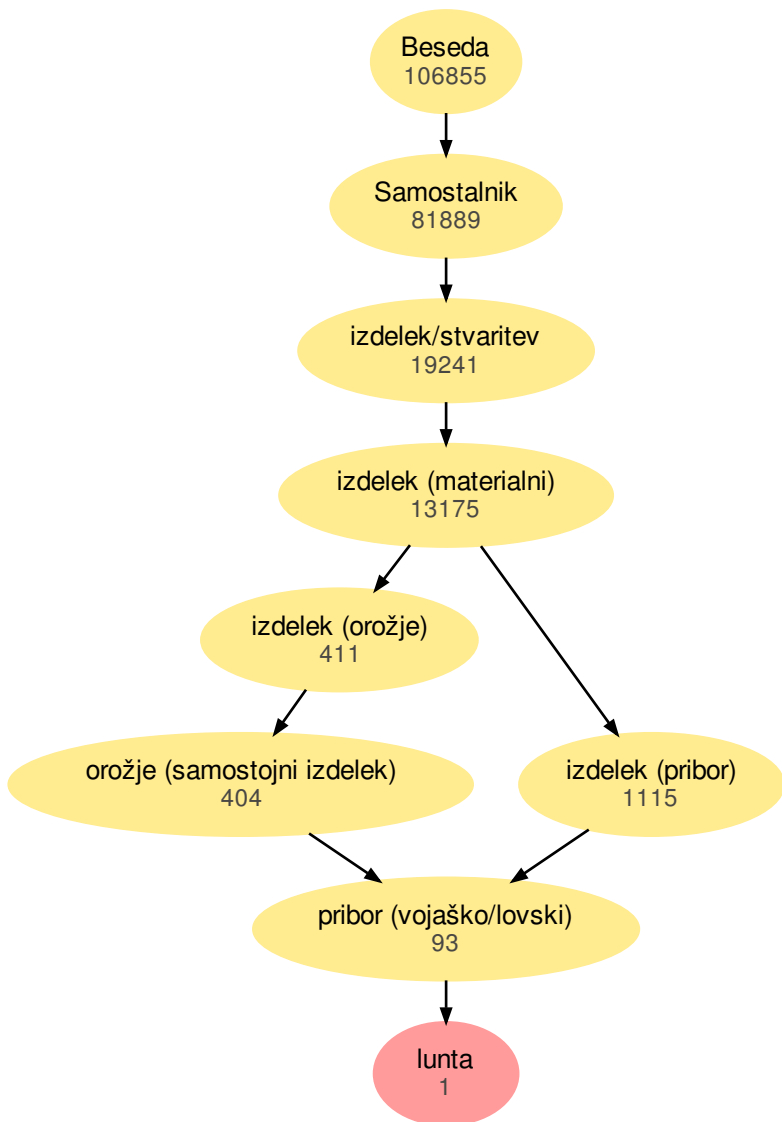 Beseda
106855
Samostalnik
81889
izdelek/stvaritev
19241
izdelek (materialni)
13175
izdelek (orožje)
411
orožje (samostojni izdelek)
404
izdelek (pribor)
1115
pribor (vojaško/lovski)
93
lunta
1